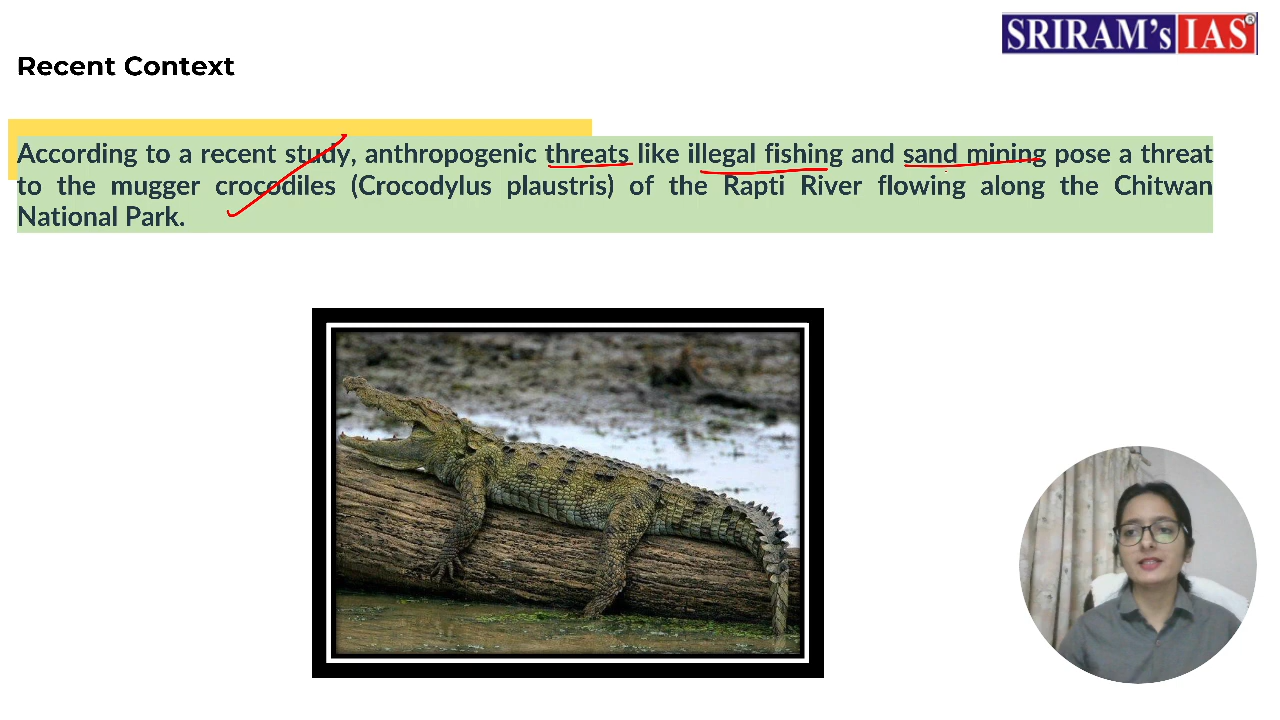 SRIRAM's IAS®
Recent Context
According to a recent study, anthropogenic threats like illegal fishing and sand mining pose a threat
to the mugger crocodiles (Crocodylus plaustris) of the Rapti River flowing along the Chitwan
National Park.